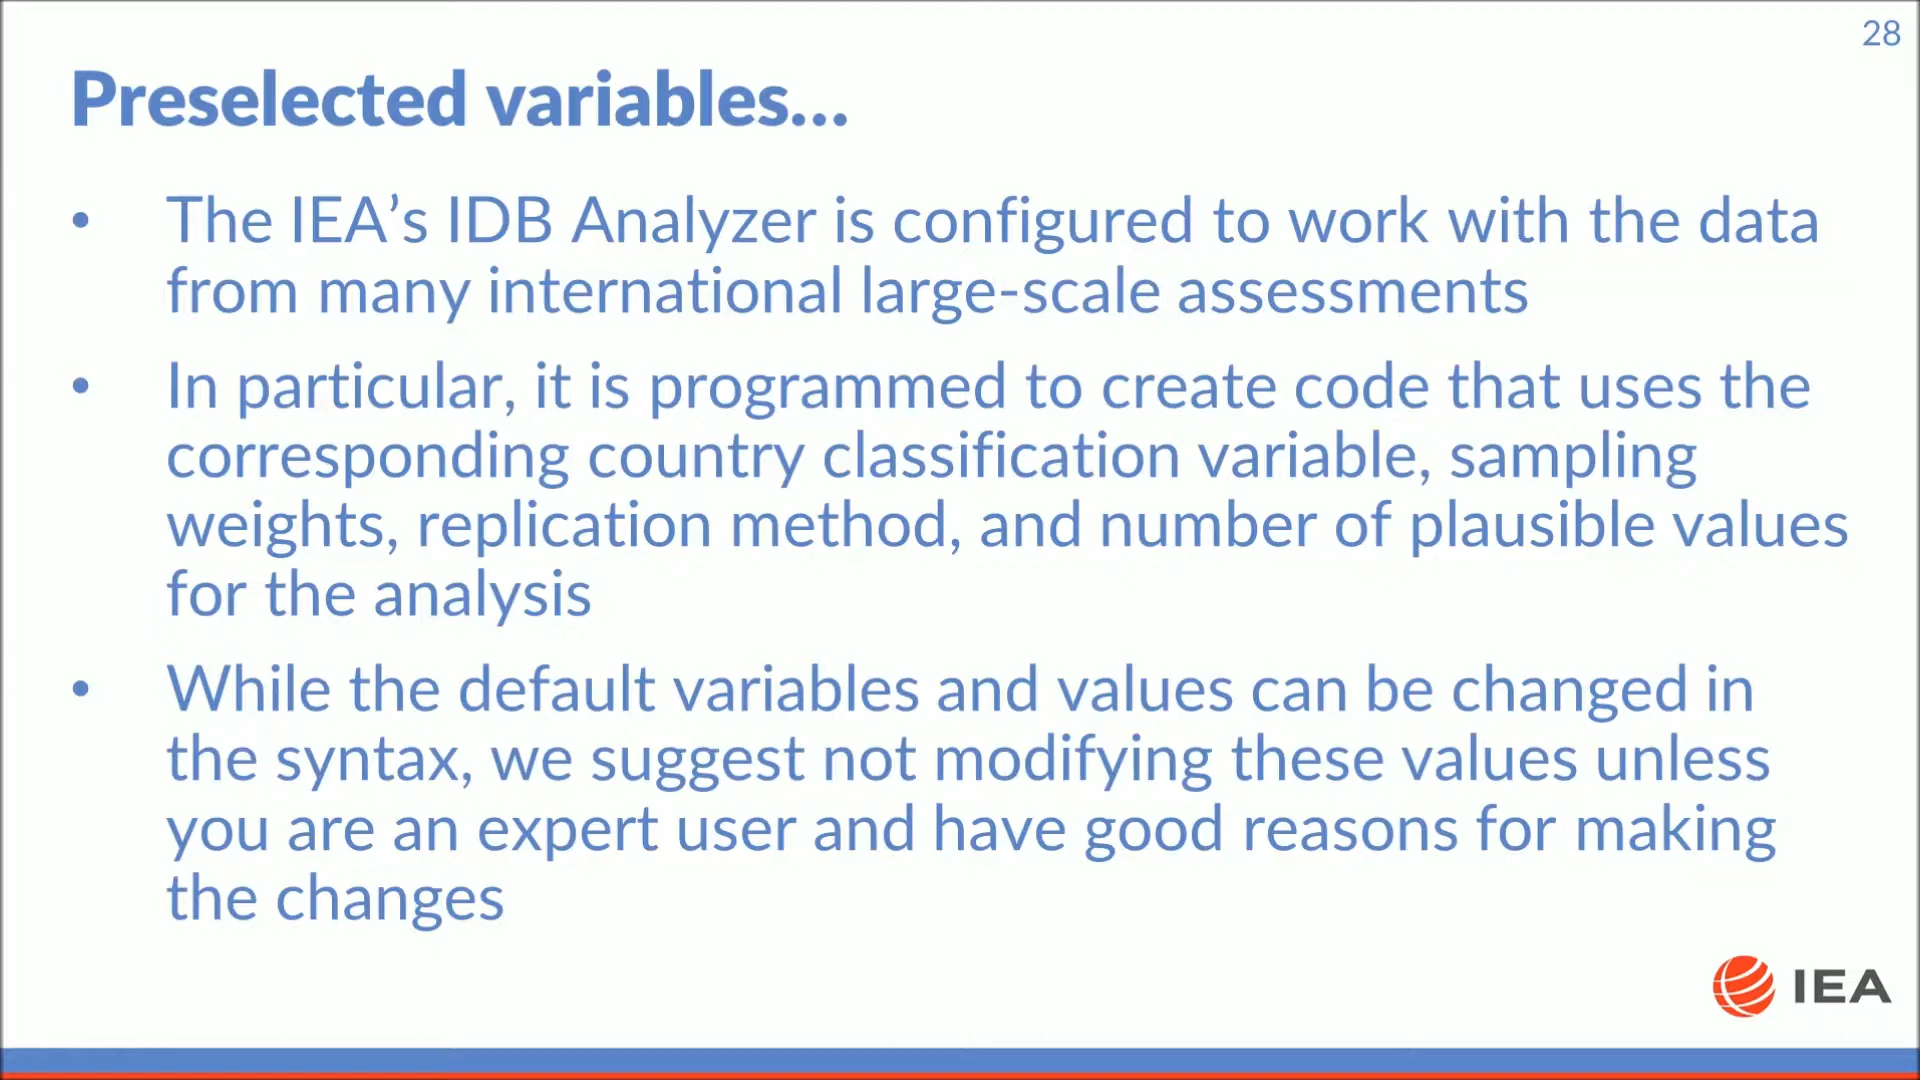 28
Preselected variables...
• The IEA’s IDB Analyzer is configured to work with the data
from many international large-scale assessments
• In particular, it is programmed to create code that uses the
corresponding country classification variable, sampling
weights, replication method, and number of plausible values
for the analysis
• While the default variables and values can be changed in
the syntax, we suggest not modifying these values unless
you are an expert user and have good reasons for making
the changes
IEA